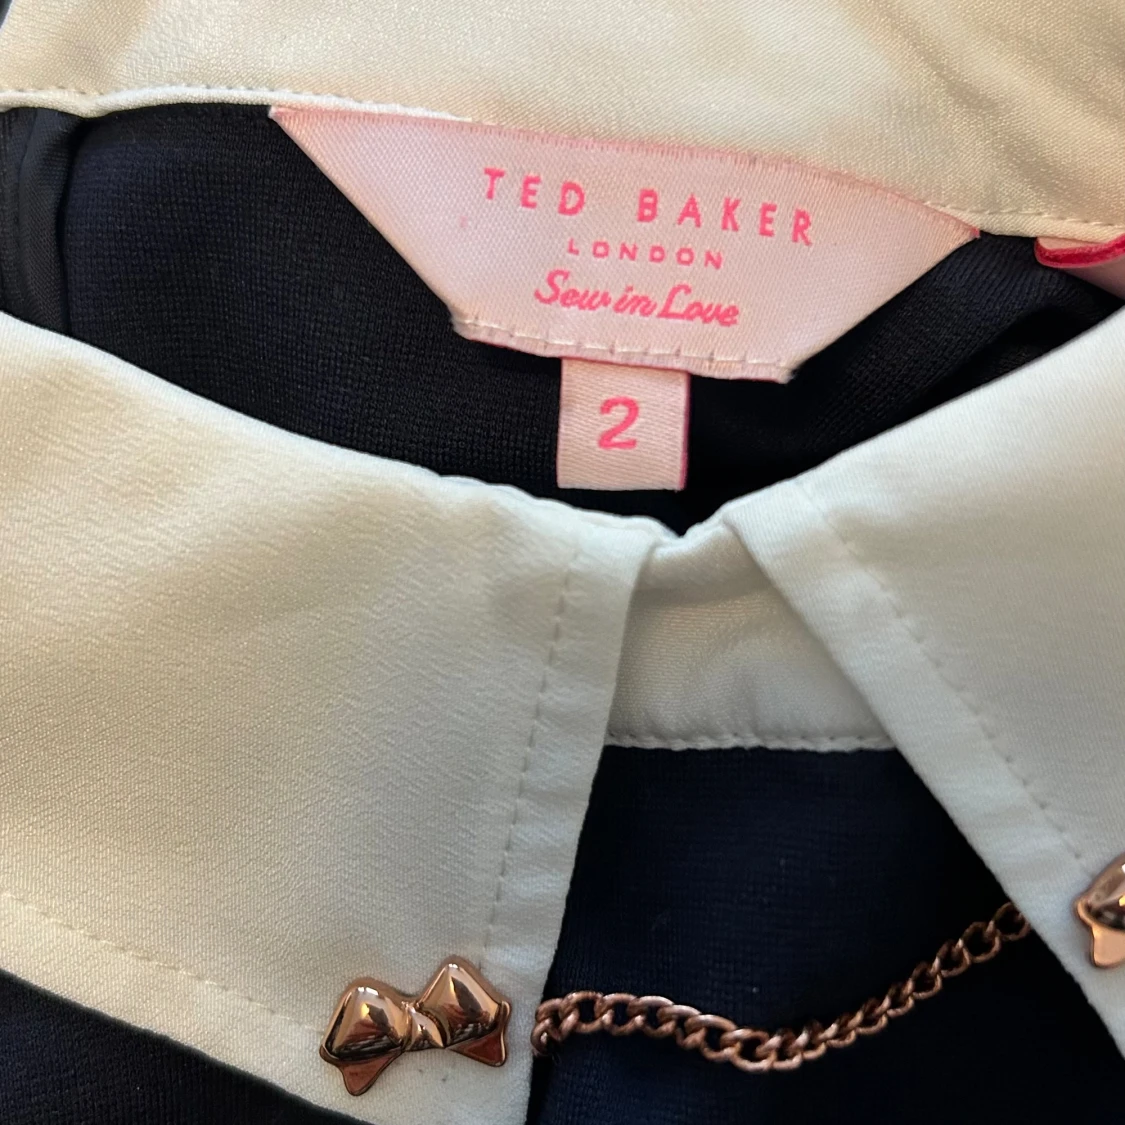 TED BAKER
LONDON
Sew in Love
2